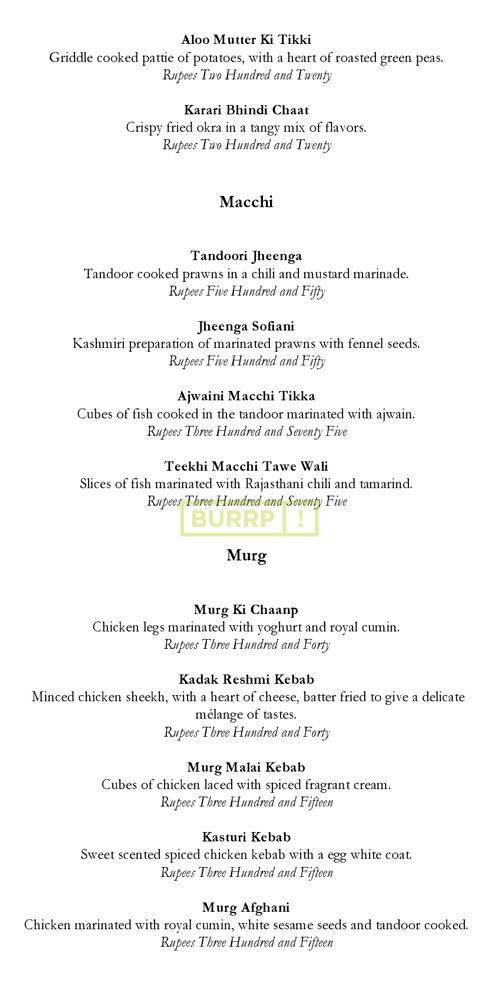 Aloo Mutter Ki Tikki
Griddle cooked pattie of potatoes, with a heart of roasted green peas.
Rupees Two Hundred and Twenty
Karari Bhindi Chaat
Crispy fried okra in a tangy mix of flavors.
Rupees Two Hundred and Twenty
Macchi
Tandoori Jheenga
Tandoor cooked prawns in a chili and mustard marinade.
Rupees Five Hundred and Fifty
Jheenga Sofiani
Kashmiri preparation of marinated prawns with fennel seeds.
Rupees Five Hundred and Fifty
Ajwaini Macchi Tikka
Cubes of fish cooked in the tandoor marinated with ajwain.
Rupees Three Hundred and Seventy Five
Teekhi Macchi Tawe Wali
Slices of fish marinated with Rajasthani chili and tamarind.
Rupees Three Hundred and Seventy Five
BURRP !
Murg
Murg Ki Chaanp
Chicken legs marinated with yoghurt and royal cumin.
Rupees Three Hundred and Forty
Kadak Reshmi Kebab
Minced chicken sheekh, with a heart of cheese, batter fried to give a delicate
mélange of tastes.
Rupees Three Hundred and Forty
Murg Malai Kebab
Cubes of chicken laced with spiced fragrant cream.
Rupees Three Hundred and Fifteen
Kasturi Kebab
Sweet scented spiced chicken kebab with a egg white coat.
Rupees Three Hundred and Fifteen
Murg Afghani
Chicken marinated with royal cumin, white sesame seeds and tandoor cooked.
Rupees Three Hundred and Fifteen